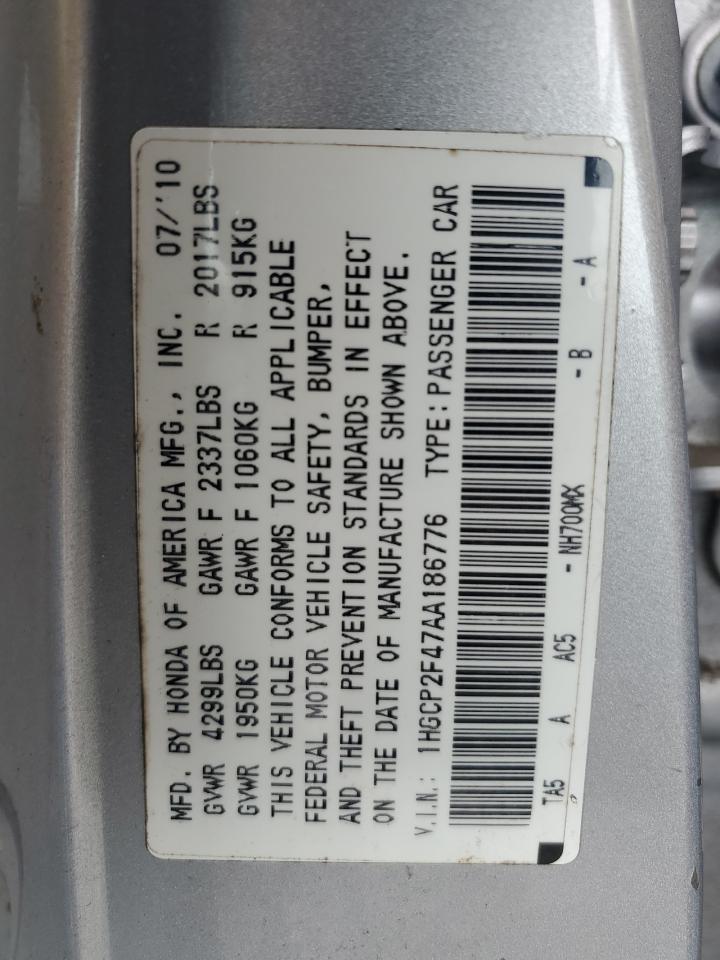 MFD. BY HONDA OF AMERICA MFG., INC. 07/'10
GVWR 4299LBS GAWR F 2337LBS R 2017LBS
GVWR 1950KG GAWR F 1060KG R 915KG
THIS VEHICLE CONFORMS TO ALL APPLICABLE
FEDERAL MOTOR VEHICLE SAFETY, BUMPER,
AND THEFT PREVENTION STANDARDS IN EFFECT
ON THE DATE OF MANUFACTURE SHOWN ABOVE.
V.I.N.: 1HGCP2F47AA186776 TYPE: PASSENGER CAR
TA5 A AC5 - NH700MX - B - A